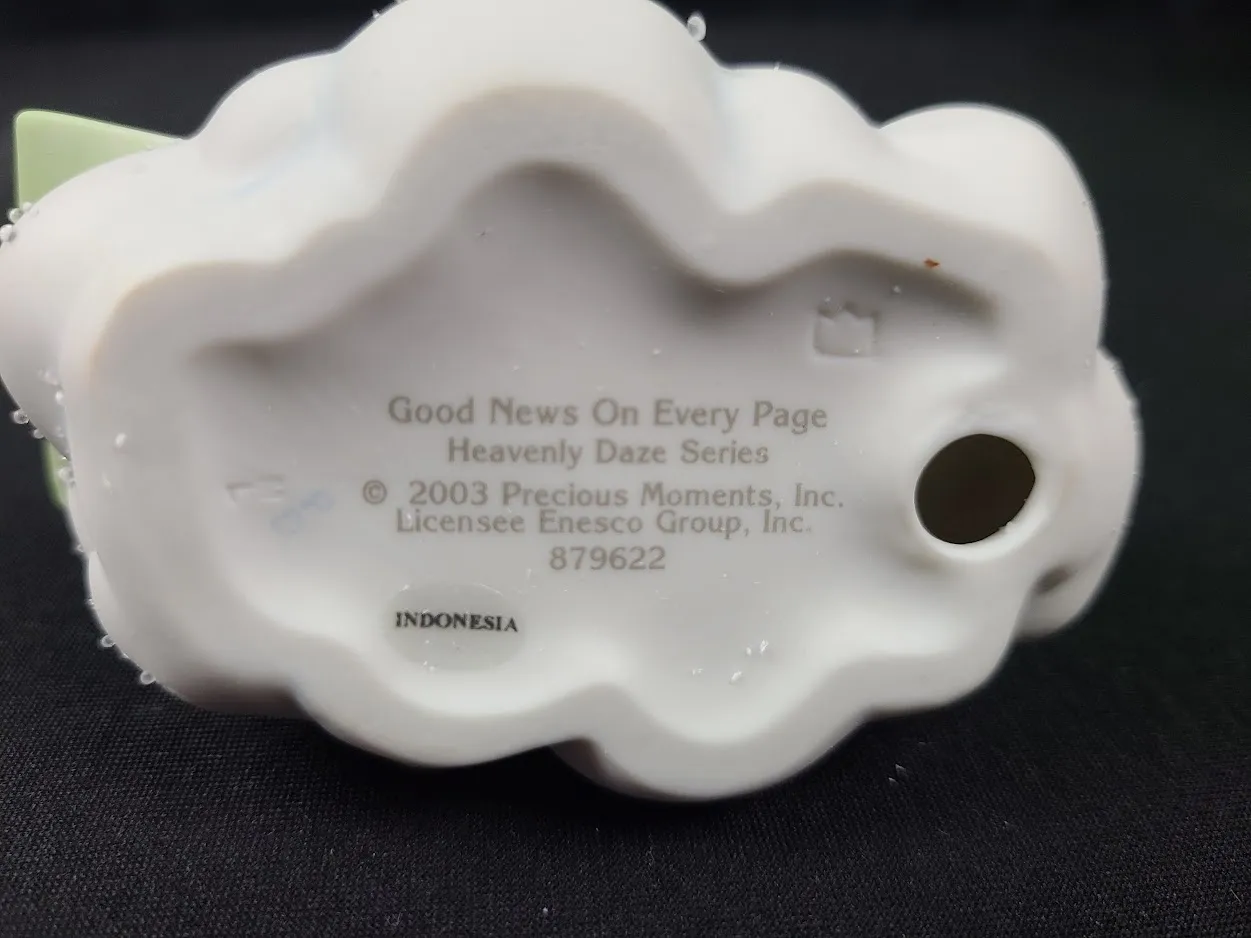 Good News On Every Page
Heavenly Daze Series
© 2003 Precious Moments, Inc.
Licensee Enesco Group, Inc.
879622
INDONESIA